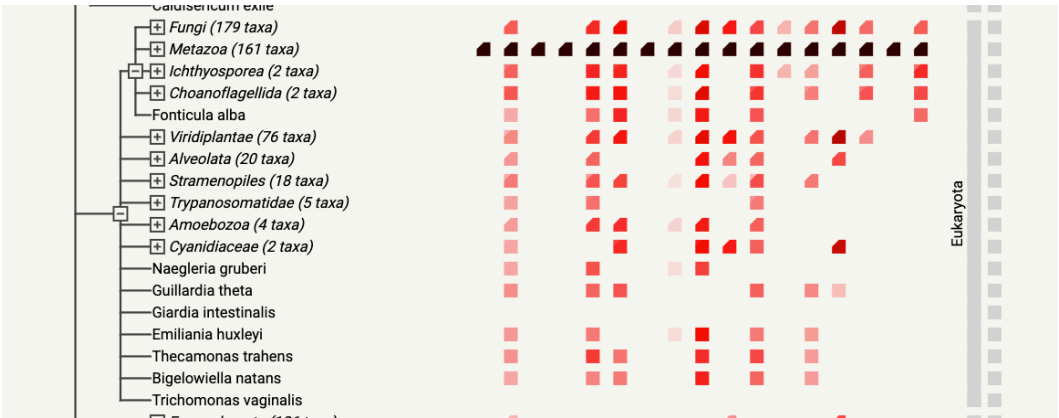 Caldisericum exile
Fungi (179 taxa)
Metazoa (161 taxa)
Ichthyosporea (2 taxa)
Choanoflagellida (2 taxa)
Fonticula alba
Viridiplantae (76 taxa)
Alveolata (20 taxa)
Stramenopiles (18 taxa)
Trypanosomatidae (5 taxa)
Amoebozoa (4 taxa)
Cyanidiaceae (2 taxa)
Naegleria gruberi
Guillardia theta
Giardia intestinalis
Emiliania huxleyi
Thecamonas trahens
Bigelowiella natans
Trichomonas vaginalis
Eukaryota